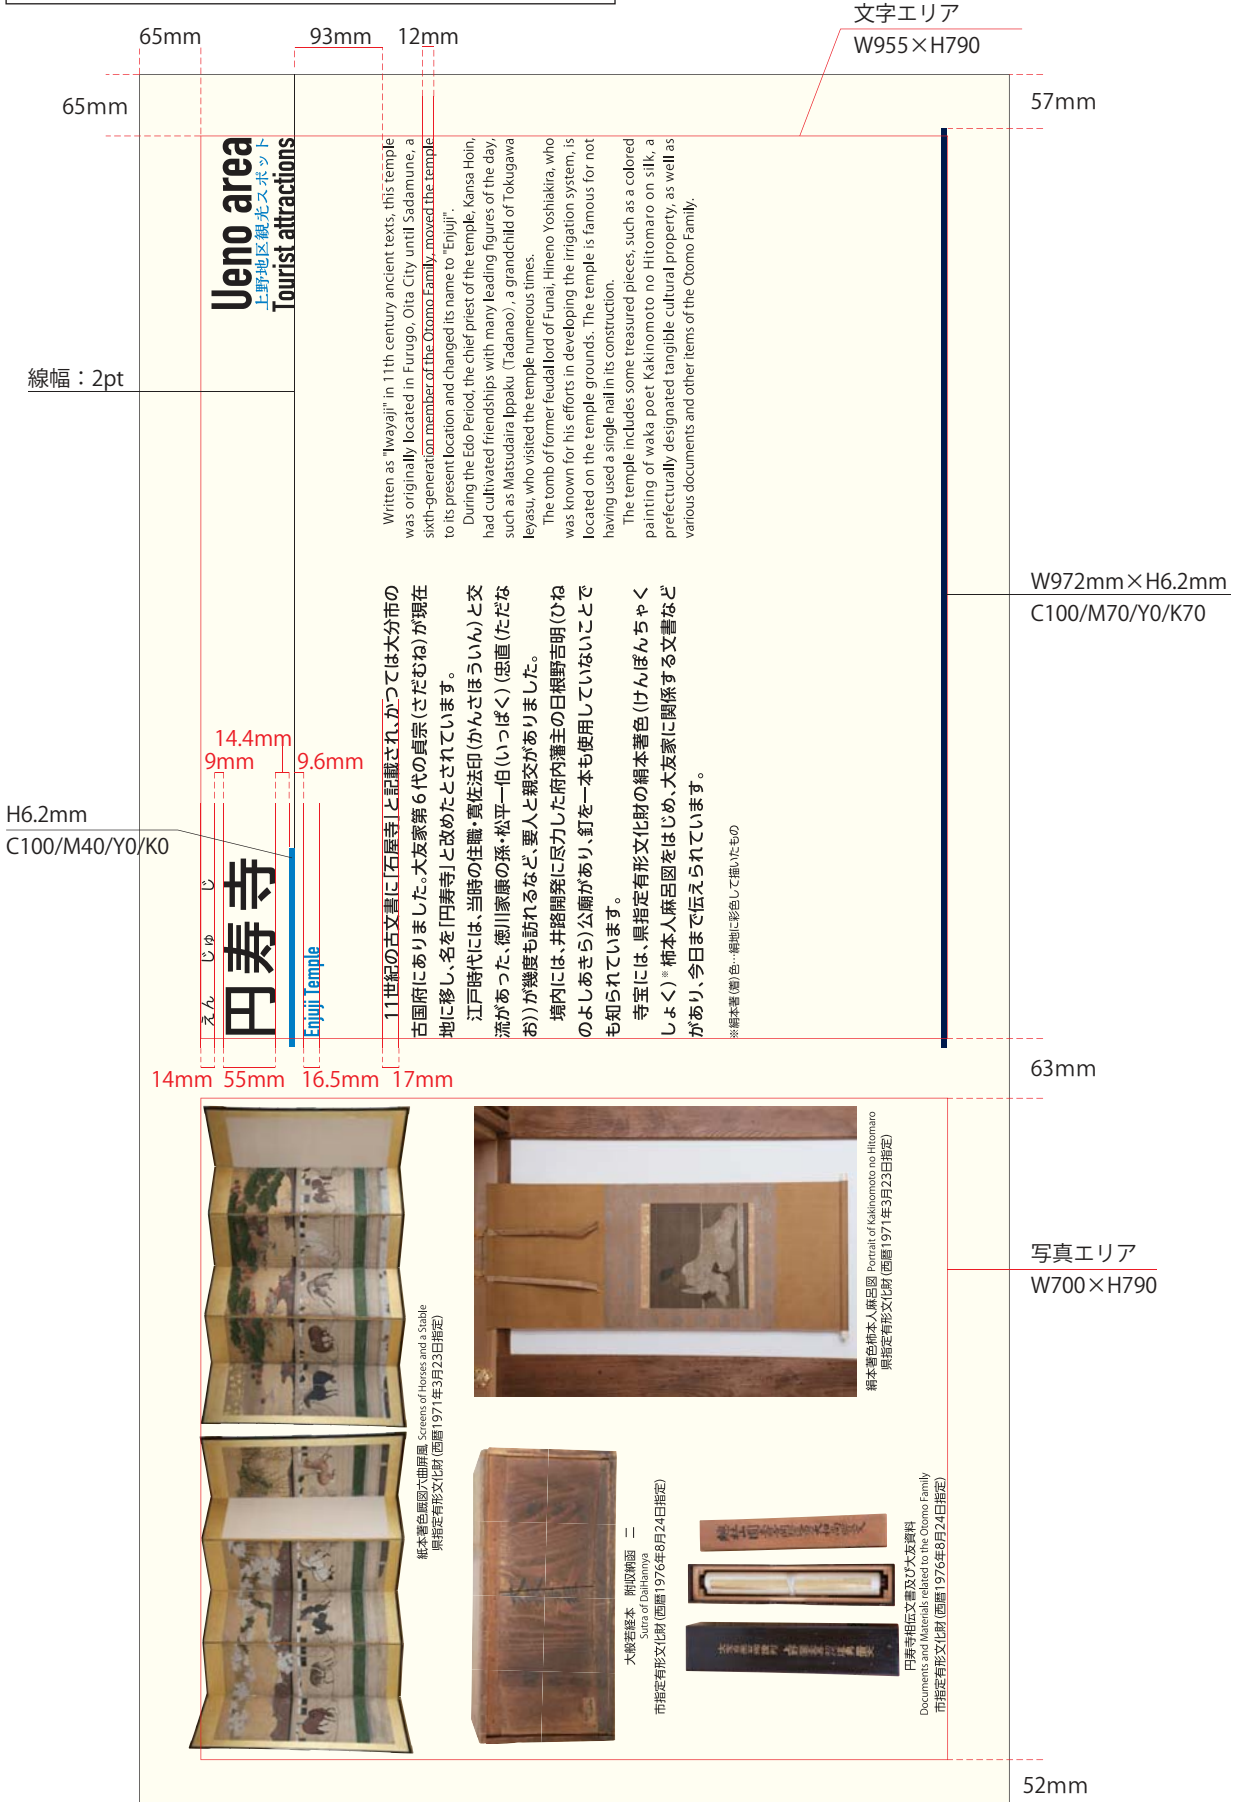 65mm
93mm
12mm
文字エリア
W955×H790
65mm
57mm
Ueno area
上野地区観光スポット
Tourist attractions
線幅：2pt
Written as "Iwayaji" in 11th century ancient texts, this temple
was originally located in Furugo, Oita City until Sadamune, a
sixth-generation member of the Otomo Family, moved the temple
to its present location and changed its name to "Enjuji".
During the Edo Period, the chief priest of the temple, Kansa Hoin,
had cultivated friendships with many leading figures of the day,
such as Matsudaira Ippaku (Tadanao), a grandchild of Tokugawa
Ieyasu, who visited the temple numerous times.
The tomb of former feudal lord of Funai, Hineno Yoshiakira, who
was known for his efforts in developing the irrigation system, is
located on the temple grounds. The temple is famous for not
having used a single nail in its construction.
The temple includes some treasured pieces, such as a colored
painting of waka poet Kakinomoto no Hitomaro on silk, a
prefecturally designated tangible cultural property, as well as
various documents and other items of the Otomo Family.
W972mm×H6.2mm
C100/M70/Y0/K70
14.4mm
9mm
9.6mm
H6.2mm
C100/M40/Y0/K0
えん じゅ じ
円寿寺
Enjuji Temple
11世紀の古文書に「石屋寺」と記載され、かつては大分市の
古国府にありました。大友家第6代の貞宗(さだむね)が現在
地に移し、名を「円寿寺」と改めたとされています。
江戸時代には、当時の住職・寛佐法印(かんさほういん)と交
流があった、徳川家康の孫・松平一伯(いっぱく)(忠直(ただな
お))が幾度も訪れるなど、要人と親交がありました。
境内には、井路開発に尽力した府内藩主の日根野吉明(ひね
のよしあきら)公廟があり、釘を一本も使用していないことで
も知られています。
寺宝には、県指定有形文化財の絹本著色(けんぽんちゃく
しょく)※柿本人麻呂図をはじめ、大友家に関係する文書など
があり、今日まで伝えられています。
※絹本著(着)色…絹地に彩色して描いたもの
14mm
55mm
16.5mm
17mm
63mm
紙本著色厩図六曲屏風 Screens of Horses and a Stable
県指定有形文化財(西暦1971年3月23日指定)
絹本著色柿本人麻呂図 Portrait of Kakinomoto no Hitomaro
県指定有形文化財(西暦1971年3月23日指定)
写真エリア
W700×H790
大般若経本 附収納函 二
Sutra of DaiHannya
市指定有形文化財(西暦1976年8月24日指定)
円寿寺相伝文書及び大友資料
Documents and Materials related to the Otomo Family
市指定有形文化財(西暦1976年8月24日指定)
52mm